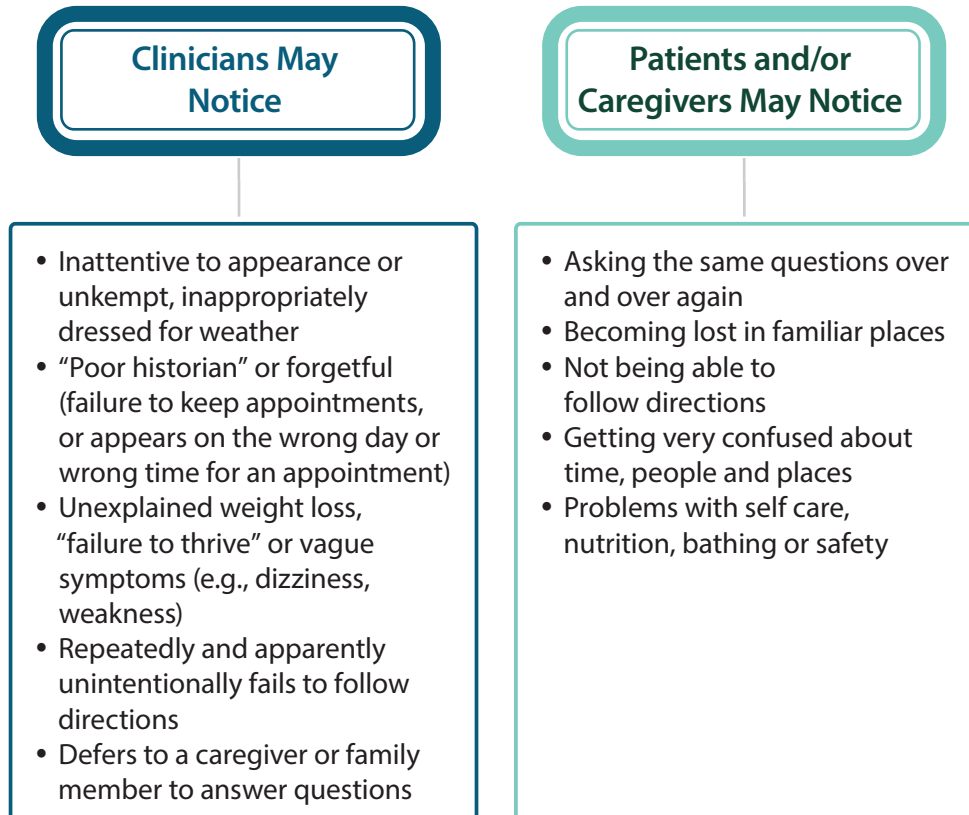 Clinicians May
Notice
• Inattentive to appearance or
unkempt, inappropriately
dressed for weather
• “Poor historian” or forgetful
(failure to keep appointments,
or appears on the wrong day or
wrong time for an appointment)
• Unexplained weight loss,
“failure to thrive” or vague
symptoms (e.g., dizziness,
weakness)
• Repeatedly and apparently
unintentionally fails to follow
directions
• Defers to a caregiver or family
member to answer questions
Patients and/or
Caregivers May Notice
• Asking the same questions over
and over again
• Becoming lost in familiar places
• Not being able to
follow directions
• Getting very confused about
time, people and places
• Problems with self care,
nutrition, bathing or safety